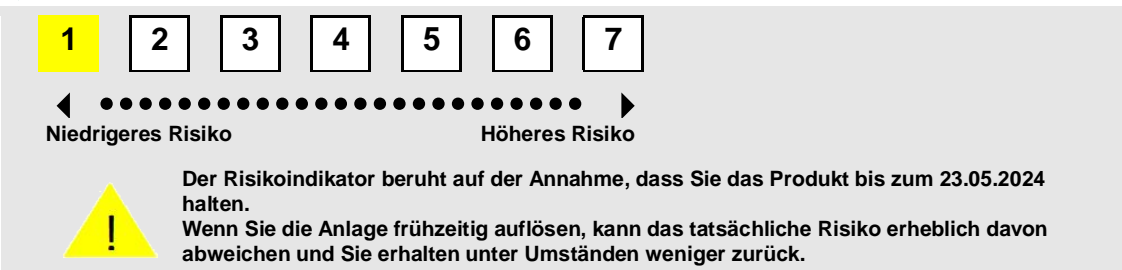 1 2 3 4 5 6 7
Niedrigeres Risiko Höheres Risiko
Der Risikoindikator beruht auf der Annahme, dass Sie das Produkt bis zum 23.05.2024
halten.
Wenn Sie die Anlage frühzeitig auflösen, kann das tatsächliche Risiko erheblich davon
! abweichen und Sie erhalten unter Umständen weniger zurück.